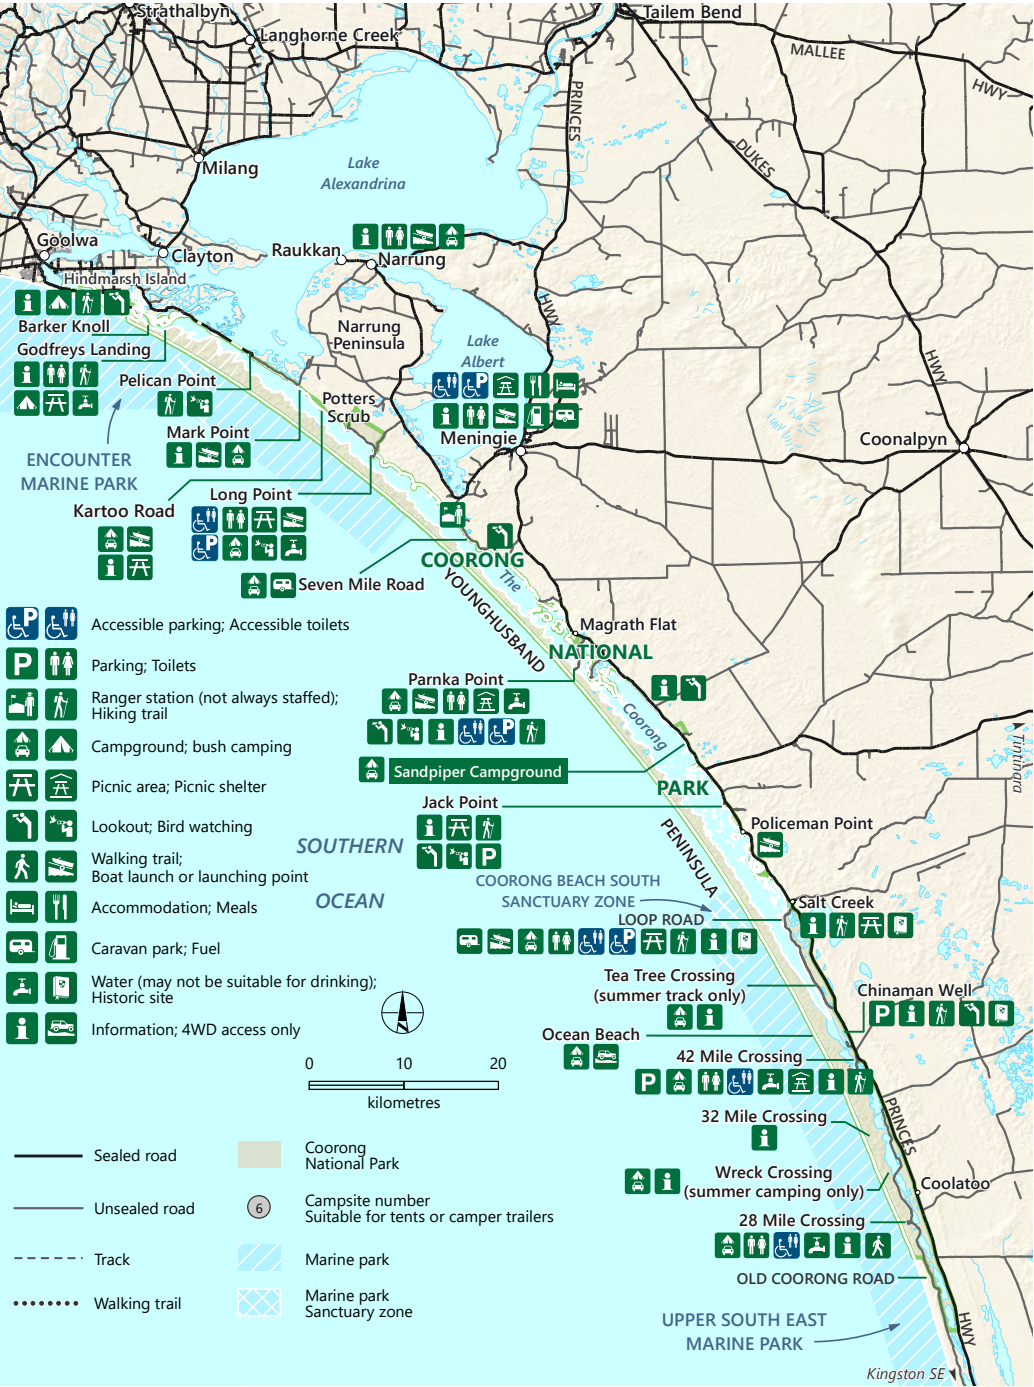 Strathalbyn
Tailem Bend
Langhorne Creek
MALLEE
HWY
PRINCES
DUKES
Lake
Alexandrina
Milang
Goolwa
Clayton
Raukkan
Narrung
Hindmarsh Island
HWY
Barker Knoll
Narrung
Peninsula
Lake
Albert
HWY
Godfreys Landing
Pelican Point
Potters
Scrub
Mark Point
Meningie
Coonalpyn
ENCOUNTER
MARINE PARK
Long Point
Kartoo Road
COORONG
Seven Mile Road
The
YOUNGHUSBAND
P
Accessible parking; Accessible toilets
Magrath Flat
NATIONAL
P
Parking; Toilets
Parnka Point
Ranger station (not always staffed);
Hiking trail
Coorong
Tintinara
Campground; bush camping
Sandpiper Campground
Picnic area; Picnic shelter
PARK
Jack Point
Lookout; Bird watching
Policeman Point
SOUTHERN
PENINSULA
P
Walking trail;
Boat launch or launching point
COORONG BEACH SOUTH
SANCTUARY ZONE
OCEAN
Accommodation; Meals
Salt Creek
LOOP ROAD
Caravan park; Fuel
Tea Tree Crossing
(summer track only)
Water (may not be suitable for drinking);
Historic site
Chinaman Well
P
Information; 4WD access only
Ocean Beach
42 Mile Crossing
P
0 10 20
kilometres
PRINCES
32 Mile Crossing
Sealed road
Coorong
National Park
Wreck Crossing
(summer camping only)
Coolatoo
Unsealed road
6
Campsite number
Suitable for tents or camper trailers
28 Mile Crossing
Track
Marine park
OLD COORONG ROAD
Walking trail
Marine park
Sanctuary zone
UPPER SOUTH EAST
MARINE PARK
HWY
Kingston SE